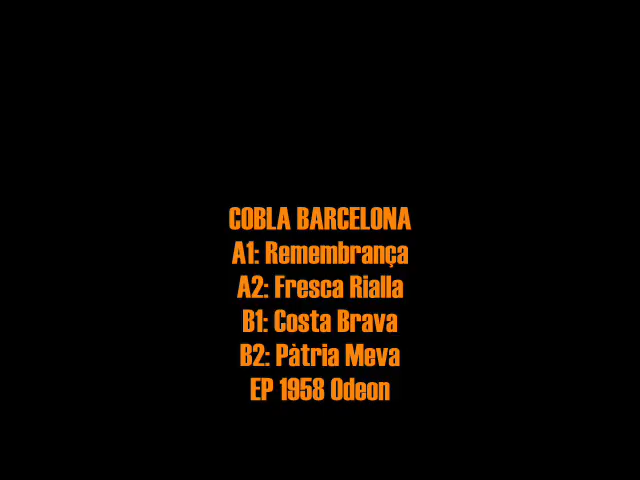 COBLA BARCELONA
A1: Remembrança
A2: Fresca Rialla
B1: Costa Brava
B2: Pàtria Meva
EP 1958 Odeon